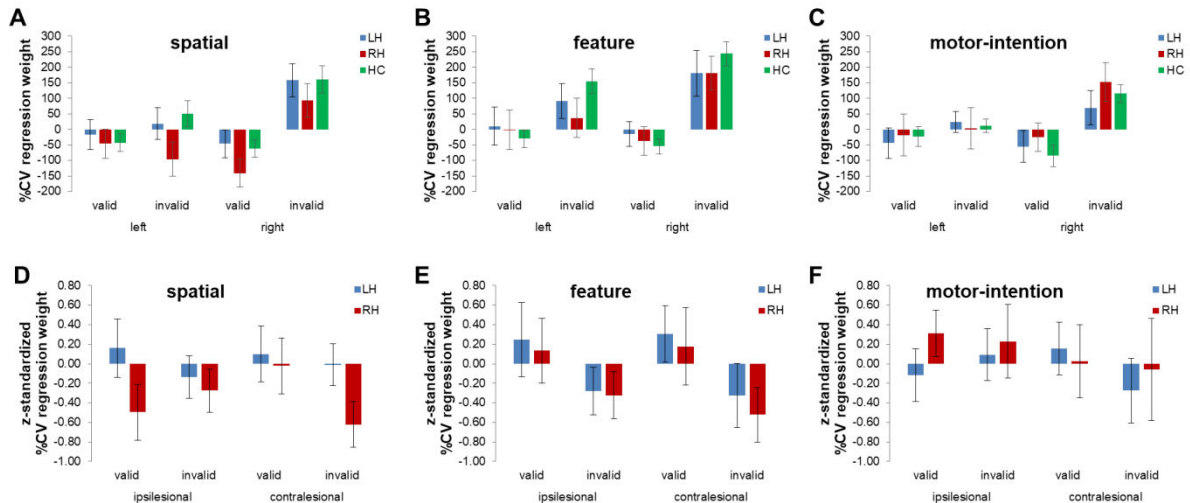 A
spatial
LH
RH
HC
%CV regression weight
300
250
200
150
100
50
0
-50
-100
-150
-200
valid invalid valid invalid
left right
B
feature
LH
RH
HC
%CV regression weight
300
250
200
150
100
50
0
-50
-100
-150
-200
valid invalid valid invalid
left right
C
motor-intention
LH
RH
HC
%CV regression weight
300
250
200
150
100
50
0
-50
-100
-150
-200
valid invalid valid invalid
left right
D
spatial
LH
RH
z-standardized
%CV regression weight
0.80
0.60
0.40
0.20
0.00
-0.20
-0.40
-0.60
-0.80
-1.00
valid invalid valid invalid
ipsilesional contralesional
E
feature
LH
RH
z-standardized
%CV regression weight
0.80
0.60
0.40
0.20
0.00
-0.20
-0.40
-0.60
-0.80
-1.00
valid invalid valid invalid
ipsilesional contralesional
F
motor-intention
LH
RH
z-standardized
%CV regression weight
0.80
0.60
0.40
0.20
0.00
-0.20
-0.40
-0.60
-0.80
-1.00
valid invalid valid invalid
ipsilesional contralesional